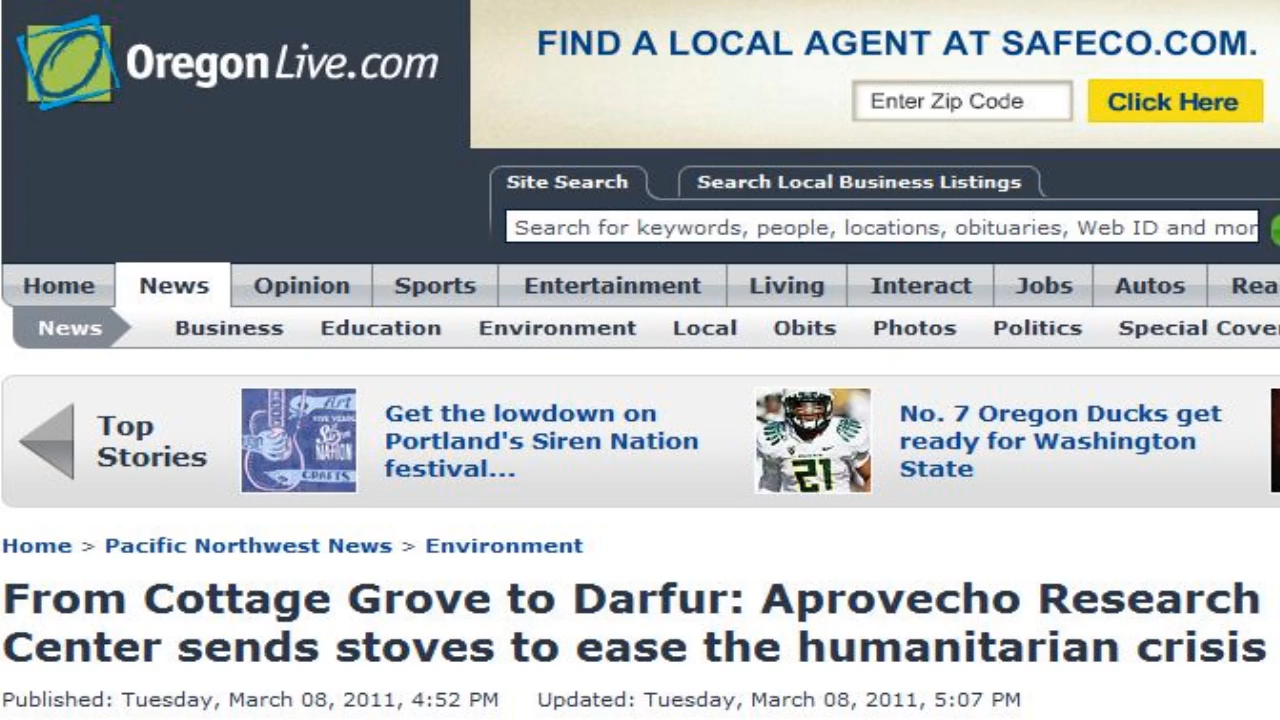 OregonLive.com
FIND A LOCAL AGENT AT SAFECO.COM.
Enter Zip Code
Click Here
Site Search
Search Local Business Listings
Search for keywords, people, locations, obituaries, Web ID and mor
Home News Opinion Sports Entertainment Living Interact Jobs Autos Rea
News Business Education Environment Local Obits Photos Politics Special Cover
Top
Stories
Get the lowdown on
Portland's Siren Nation
festival...
21
No. 7 Oregon Ducks get
ready for Washington
State
Home > Pacific Northwest News > Environment
From Cottage Grove to Darfur: Aprovecho Research
Center sends stoves to ease the humanitarian crisis
Published: Tuesday, March 08, 2011, 4:52 PM Updated: Tuesday, March 08, 2011, 5:07 PM